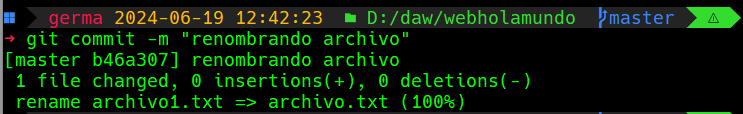 germa 2024-06-19 12:42:23 D:/daw/webholamundo master ⚠
➜ git commit -m "renombrando archivo"
[master b46a307] renombrando archivo
1 file changed, 0 insertions(+), 0 deletions(-)
rename archivo1.txt => archivo.txt (100%)